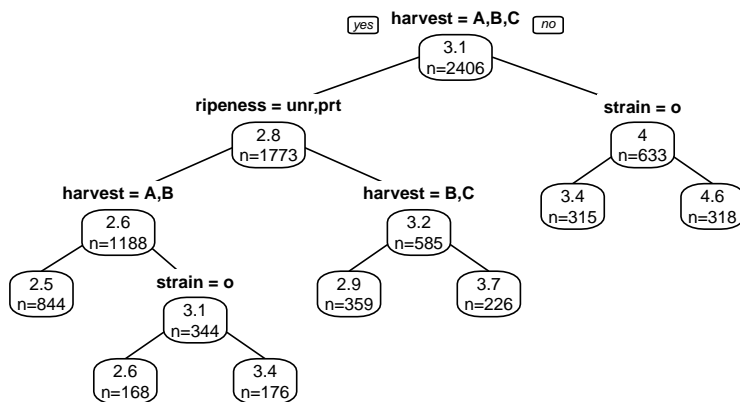 yes harvest = A,B,C no
3.1
n=2406
ripeness = unr,prt
2.8
n=1773
strain = o
4
n=633
3.4
n=315
4.6
n=318
harvest = A,B
2.6
n=1188
harvest = B,C
3.2
n=585
2.5
n=844
strain = o
3.1
n=344
2.9
n=359
3.7
n=226
2.6
n=168
3.4
n=176